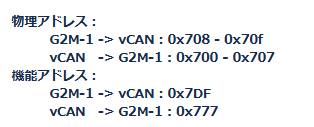 物理アドレス：
G2M-1 -> vCAN : 0x708 - 0x70f
vCAN -> G2M-1 : 0x700 - 0x707
機能アドレス：
G2M-1 -> vCAN : 0x7DF
vCAN -> G2M-1 : 0x777